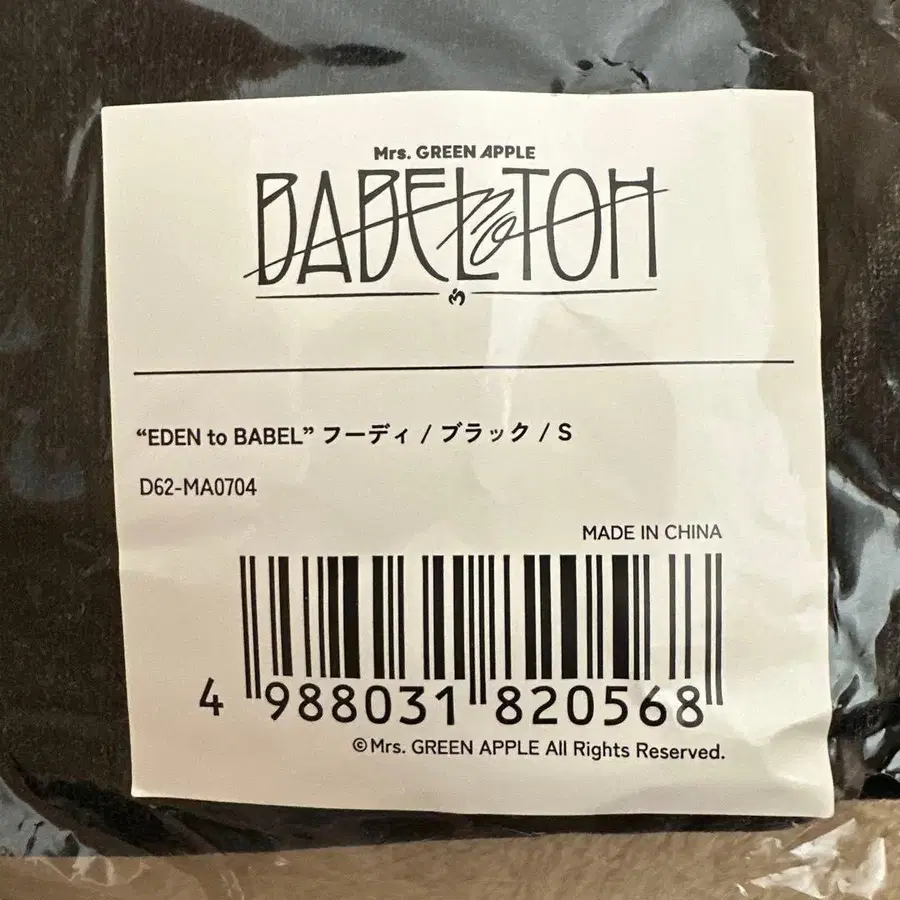 Mrs. GREEN APPLE
BABEL no TOH
“EDEN to BABEL” フーディ / ブラック / S
D62-MA0704
MADE IN CHINA
4 988031 820568
©Mrs. GREEN APPLE All Rights Reserved.